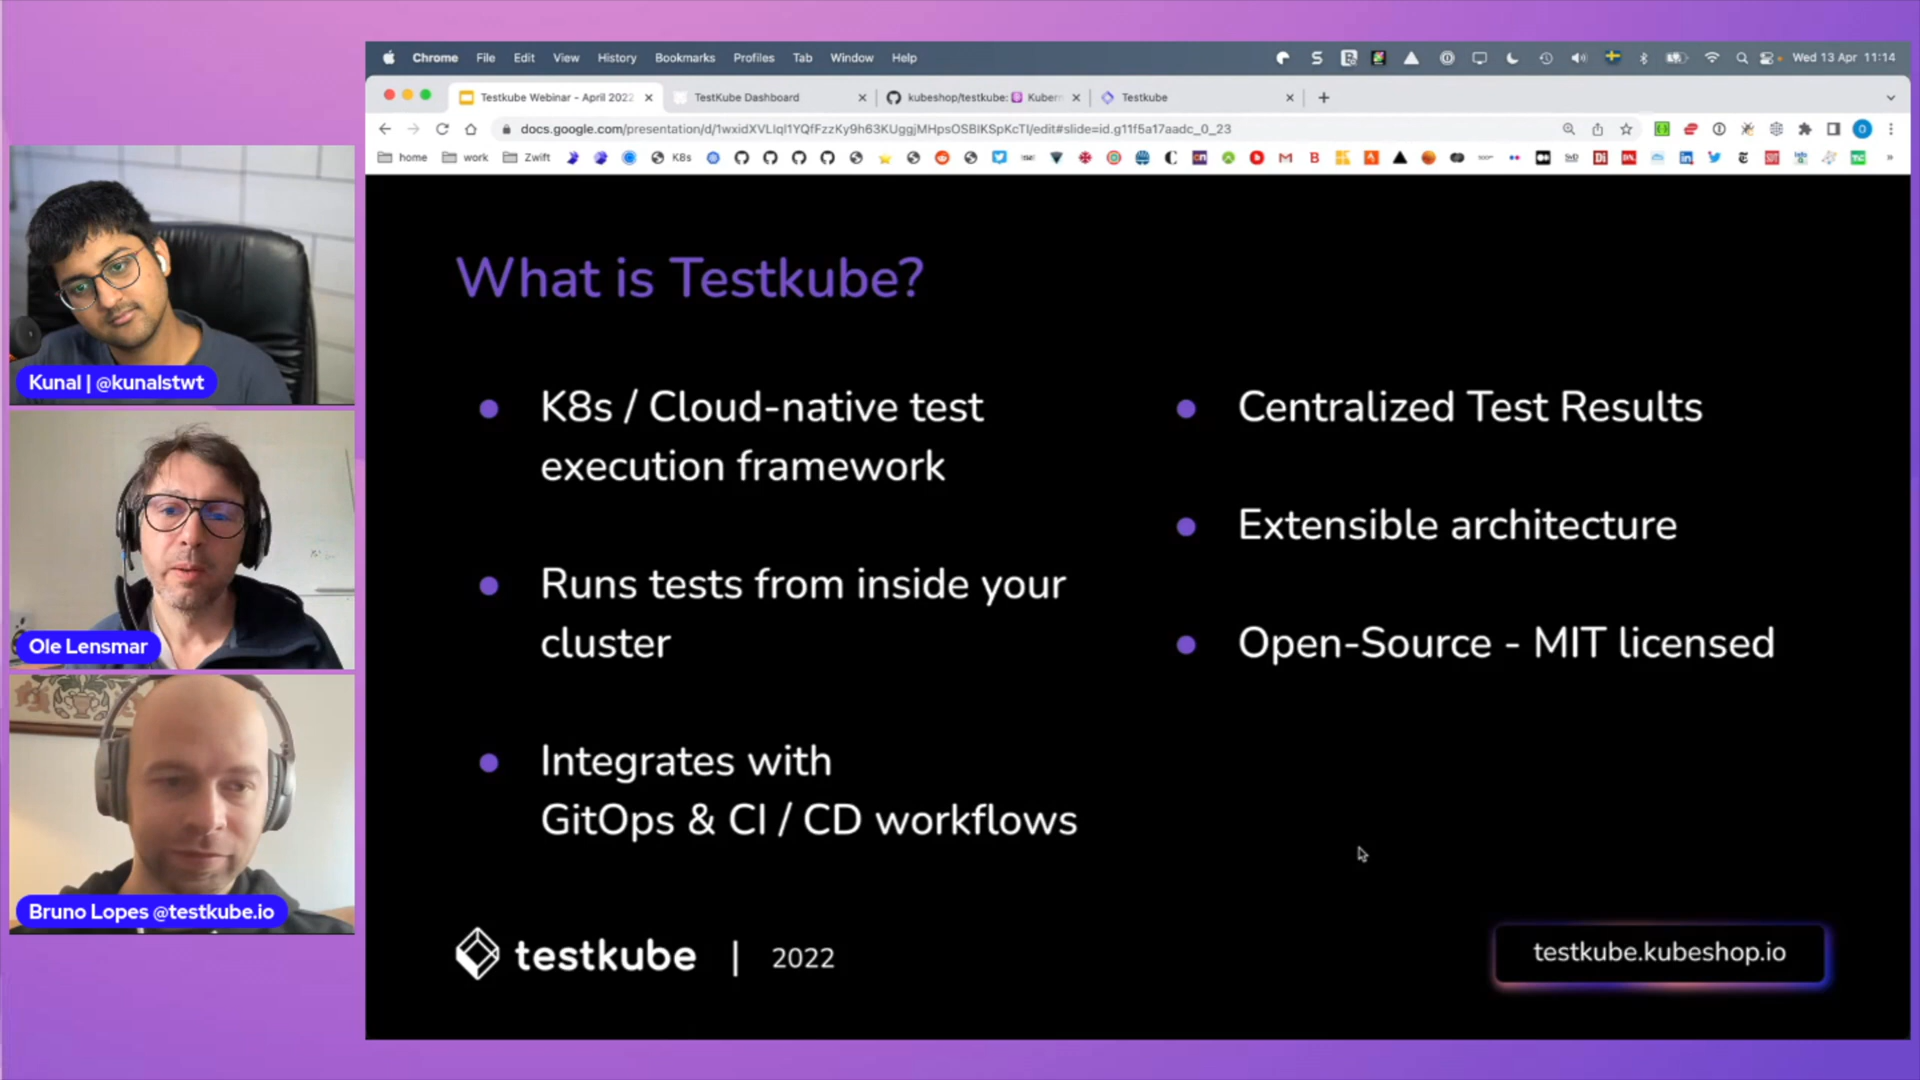 Chrome File Edit View History Bookmarks Profiles Tab Window Help Wed 13 Apr 11:14
Testkube Webinar - April 2022 TestKube Dashboard kubeshop/testkube: Kubern Testkube
docs.google.com/presentation/d/1wxidXVLIqI1YQfFzzKy9h63KUggjMHpsOSBIKSpKcTI/edit#slide=id.g11f5a17aadc_0_23
home work Zwift K8s
What is Testkube?
K8s / Cloud-native test
execution framework
Runs tests from inside your
cluster
Integrates with
GitOps & CI / CD workflows
Centralized Test Results
Extensible architecture
Open-Source - MIT licensed
testkube | 2022
testkube.kubeshop.io
Kunal | @kunalstwt
Ole Lensmar
Bruno Lopes @testkube.io